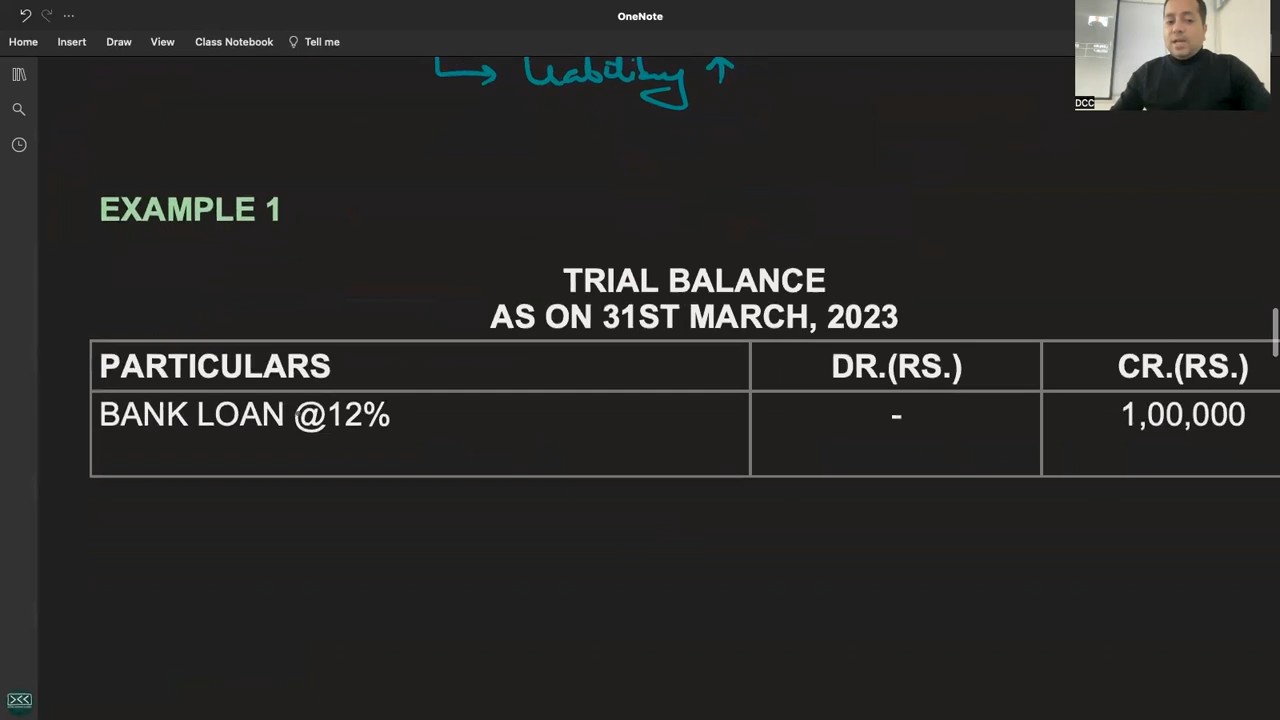 OneNote
Home Insert Draw View Class Notebook Tell me
DCC
Liability ↑
EXAMPLE 1
TRIAL BALANCE
AS ON 31ST MARCH, 2023
PARTICULARS DR.(RS.) CR.(RS.)
BANK LOAN @12% - 1,00,000